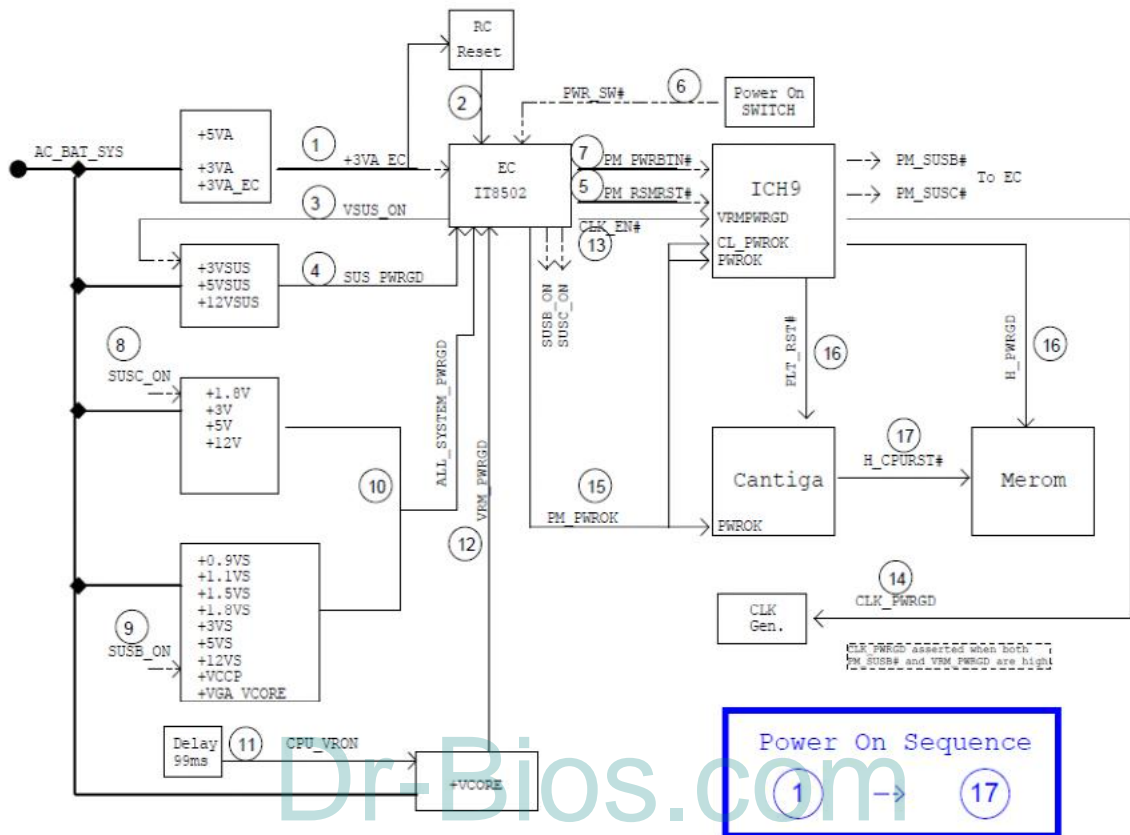 RC
Reset
2
PWR_SW#
6
Power On
SWITCH
AC_BAT_SYS
+5VA
+3VA
+3VA_EC
1
+3VA_EC
EC
IT8502
7
PM_PWRBTN#
5
PM_RSMRST#
CLK_EN#
13
ICH9
VRMPWRGD
CL_PWROK
PWROK
PM_SUSB#
PM_SUSC#
To EC
3
VSUS_ON
+3VSUS
+5VSUS
+12VSUS
4
SUS_PWRGD
SUSB_ON
SUSC_ON
8
SUSC_ON
+1.8V
+3V
+5V
+12V
10
ALL_SYSTEM_PWRGD
VRM_PWRGD
12
15
PM_PWROK
PLT_RST#
16
H_PWRGD
16
Cantiga
PWROK
17
H_CPURST#
Merom
9
SUSB_ON
+0.9VS
+1.1VS
+1.5VS
+1.8VS
+3VS
+5VS
+12VS
+VCCP
+VGA_VCORE
14
CLK_PWRGD
CLK
Gen.
CLK_PWRGD asserted when both
PM_SUSB# and VRM_PWRGD are high
Delay
99ms
11
CPU_VRON
+VCORE
Power On Sequence
1
17
Dr-Bios.com